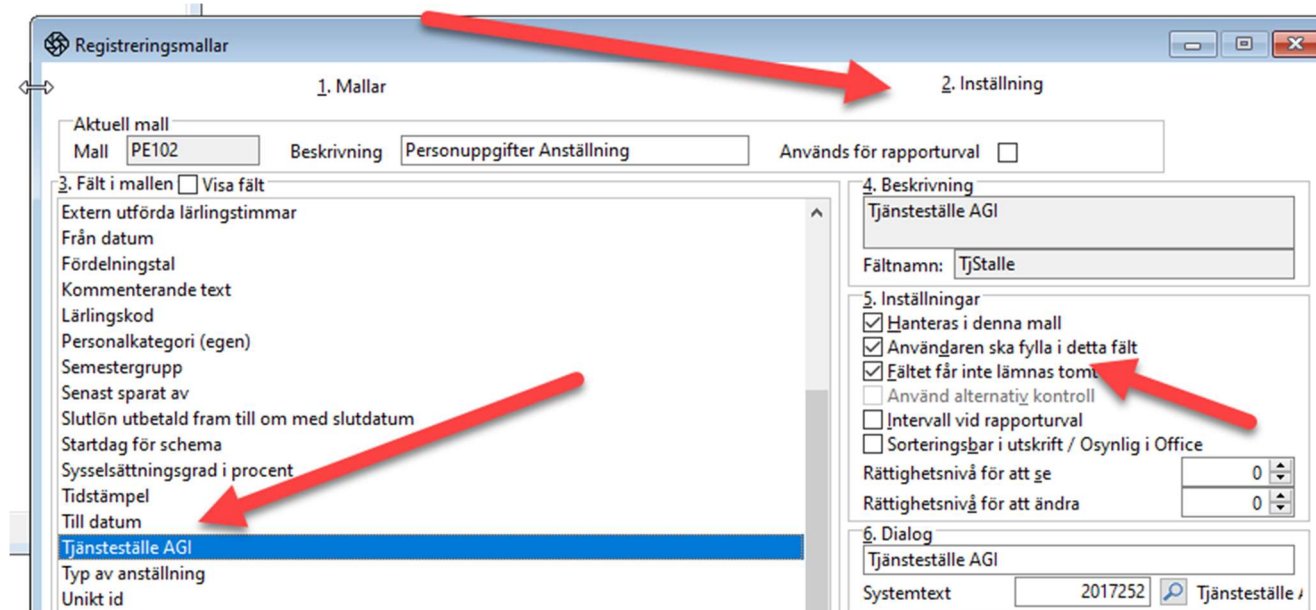 Registreringsmallar
1. Mallar
2. Inställning
Aktuell mall
Mall PE102 Beskrivning Personuppgifter Anställning Används för rapporturval
3. Fält i mallen Visa fält
Extern utförda lärlingstimmar
Från datum
Fördelningstal
Kommenterande text
Lärlingskod
Personalkategori (egen)
Semestergrupp
Senast sparat av
Slutlön utbetald fram till om med slutdatum
Startdag för schema
Sysselsättningsgrad i procent
Tidstämpel
Till datum
Tjänsteställe AGI
Typ av anställning
Unikt id
4. Beskrivning
Tjänsteställe AGI
Fältnamn: TjStalle
5. Inställningar
Hanteras i denna mall
Användaren ska fylla i detta fält
Fältet får inte lämnas tomt
Använd alternativ kontroll
Intervall vid rapporturval
Sorteringsbar i utskrift / Osynlig i Office
Rättighetsnivå för att se 0
Rättighetsnivå för att ändra 0
6. Dialog
Tjänsteställe AGI
Systemtext 2017252 Tjänsteställe